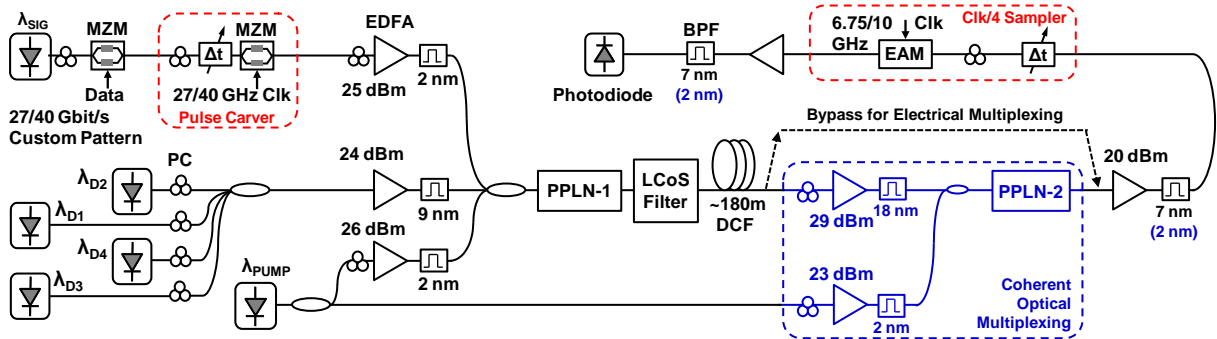 λSIG
MZM
Data
27/40 Gbit/s
Custom Pattern
Δt
MZM
27/40 GHz Clk
Pulse Carver
EDFA
25 dBm
2 nm
PC
λD2
λD1
λD4
λD3
24 dBm
9 nm
26 dBm
2 nm
λPUMP
PPLN-1
LCoS
Filter
~180m
DCF
Bypass for Electrical Multiplexing
29 dBm
18 nm
PPLN-2
23 dBm
2 nm
Coherent
Optical
Multiplexing
20 dBm
7 nm
(2 nm)
6.75/10
GHz
Clk
Clk/4 Sampler
EAM
Δt
BPF
7 nm
(2 nm)
Photodiode